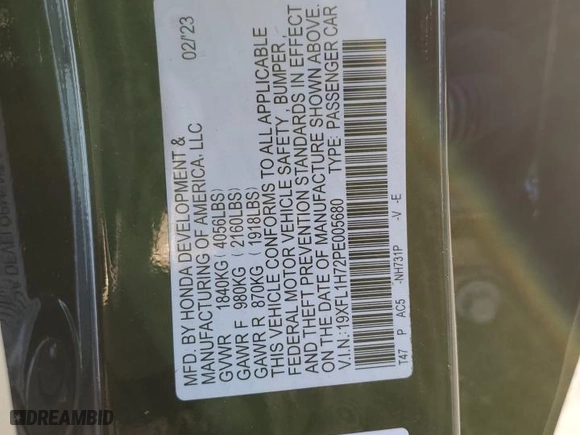 MFD. BY HONDA DEVELOPMENT & 02/'23
MANUFACTURING OF AMERICA, LLC
GVWR 1840KG ( 4056LBS)
GAWR F 980KG ( 2160LBS)
GAWR R 870KG ( 1918LBS)
THIS VEHICLE CONFORMS TO ALL APPLICABLE
FEDERAL MOTOR VEHICLE SAFETY, BUMPER,
AND THEFT PREVENTION STANDARDS IN EFFECT
ON THE DATE OF MANUFACTURE SHOWN ABOVE.
V.I.N.:19XFL1H72PE005680 TYPE: PASSENGER CAR
T47 P AC5 -NH731P -V -E
DREAMBID